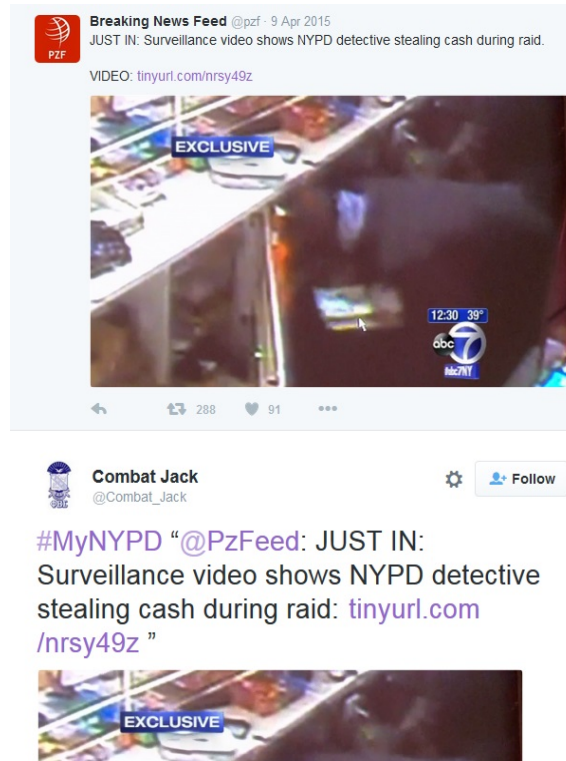 Breaking News Feed @pzf · 9 Apr 2015
JUST IN: Surveillance video shows NYPD detective stealing cash during raid.
VIDEO: tinyurl.com/nrsy49z
PZF
EXCLUSIVE
12:30 39°
abc 7
#abc7NY
288 91
Combat Jack
@Combat_Jack
Follow
#MyNYPD “@PzFeed: JUST IN:
Surveillance video shows NYPD detective
stealing cash during raid: tinyurl.com
/nrsy49z ”
EXCLUSIVE